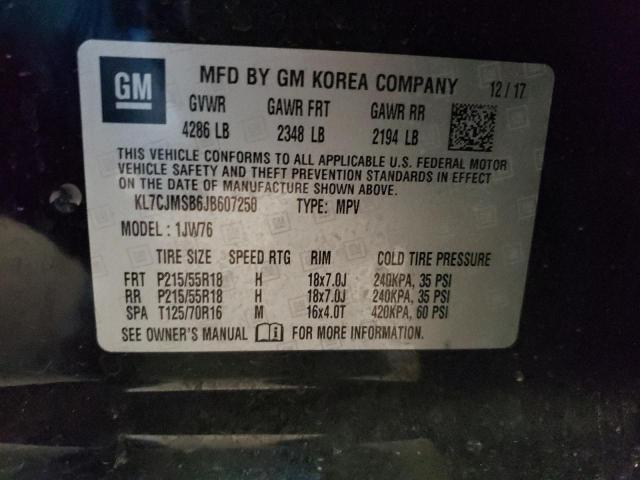 GM MFD BY GM KOREA COMPANY 12/17
GVWR GAWR FRT GAWR RR
4286 LB 2348 LB 2194 LB
THIS VEHICLE CONFORMS TO ALL APPLICABLE U.S. FEDERAL MOTOR
VEHICLE SAFETY AND THEFT PREVENTION STANDARDS IN EFFECT
ON THE DATE OF MANUFACTURE SHOWN ABOVE.
KL7CJMSB6JB607250 TYPE: MPV
MODEL: 1JW76
TIRE SIZE SPEED RTG RIM COLD TIRE PRESSURE
FRT P215/55R18 H 18x7.0J 240KPA, 35 PSI
RR P215/55R18 H 18x7.0J 240KPA, 35 PSI
SPA T125/70R16 M 16x4.0T 420KPA, 60 PSI
SEE OWNER'S MANUAL FOR MORE INFORMATION.